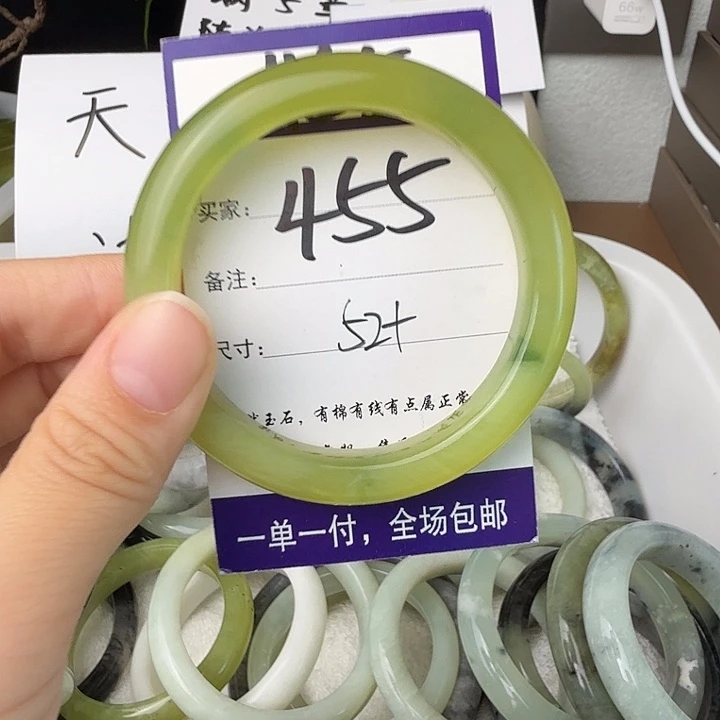 66W
天
买家：455
备注：
尺寸：52+
玉石，有棉有线有点属正常
一单一付，全场包邮